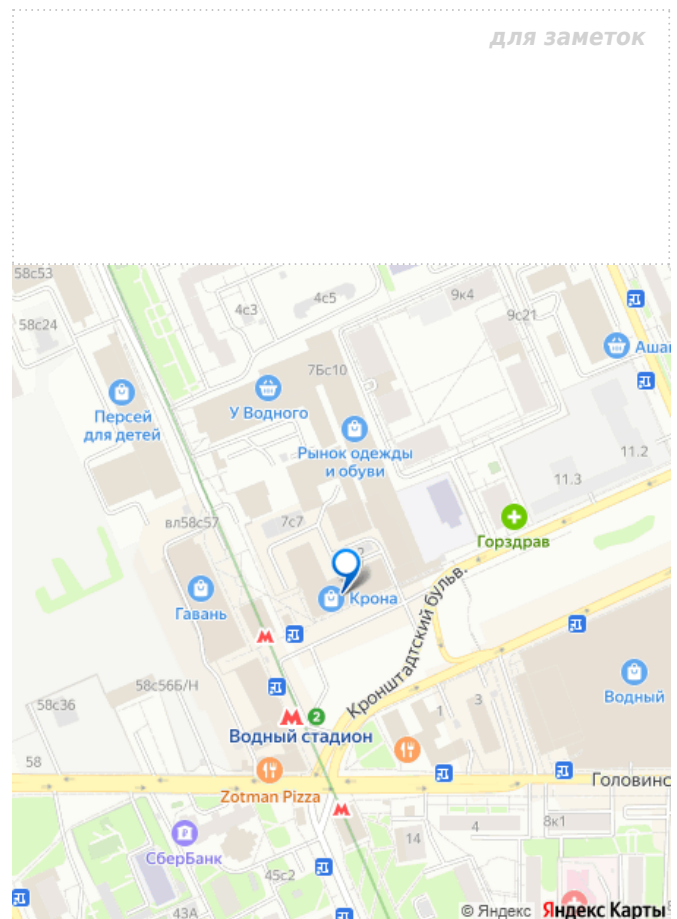 для заметок
58с53
58с24
4с3
4с5
9к4
9с21
Ашан
7Бс10
У Водного
Персей
для детей
Рынок одежды
и обуви
11.2
11.3
вл58с57
7с7
Горздрав
Крона
Гавань
Кронштадтский бульв.
58с56Б/Н
58с36
3
1
Водный
2
Водный стадион
58
Zotman Pizza
Головинс
СберБанк
14
4
8к1
45с2
43А
© Яндекс Яндекс Карты